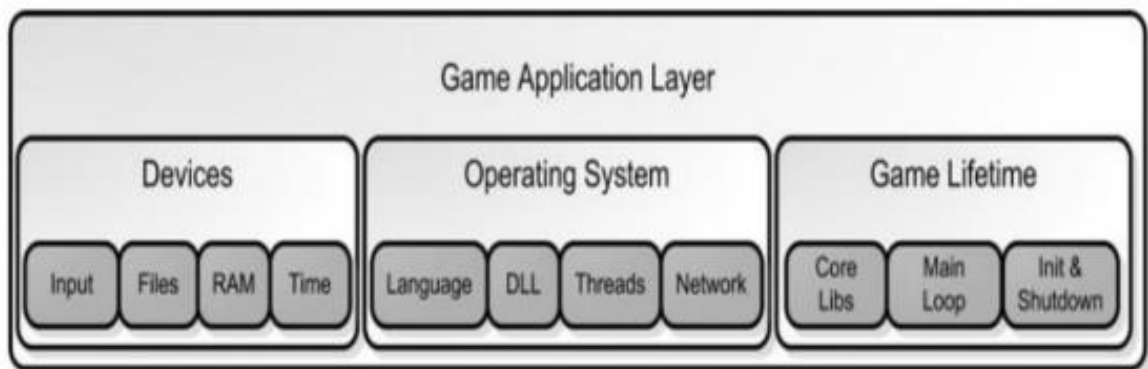 Game Application Layer
Devices
Operating System
Game Lifetime
Input
Files
RAM
Time
Language
DLL
Threads
Network
Core
Libs
Main
Loop
Init &
Shutdown